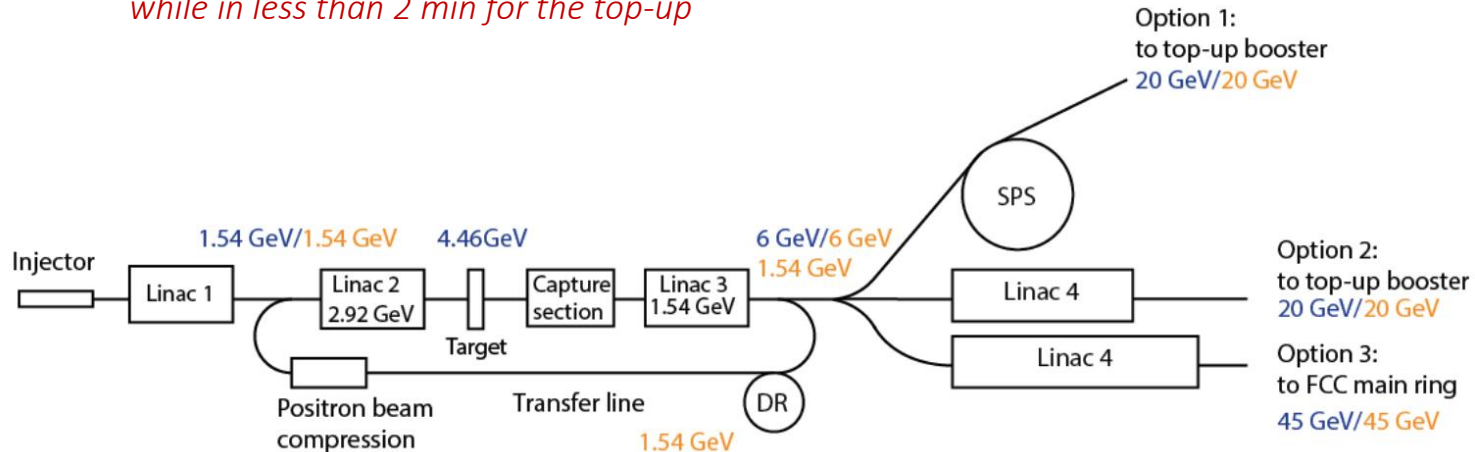 while in less than 2 min for the top-up
Option 1:
to top-up booster
20 GeV/20 GeV
SPS
1.54 GeV/1.54 GeV
4.46GeV
6 GeV/6 GeV
1.54 GeV
Injector
Linac 1
Linac 2
2.92 GeV
Target
Capture
section
Linac 3
1.54 GeV
Linac 4
Option 2:
to top-up booster
20 GeV/20 GeV
Linac 4
Option 3:
to FCC main ring
45 GeV/45 GeV
Positron beam
compression
Transfer line
DR
1.54 GeV